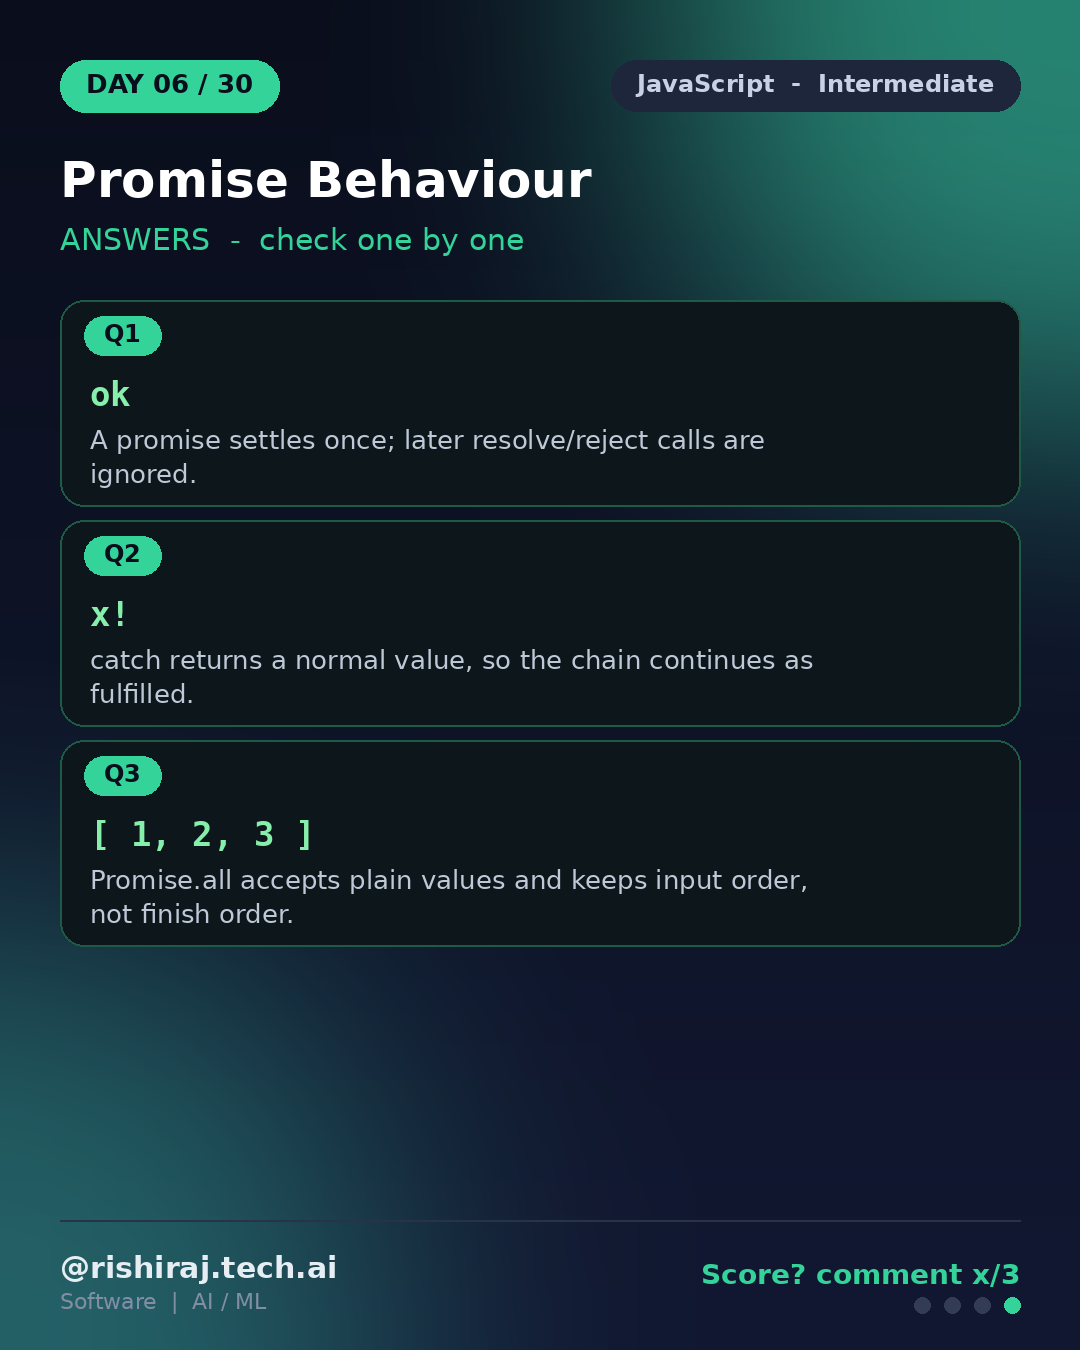 DAY 06 / 30
JavaScript - Intermediate
Promise Behaviour
ANSWERS - check one by one
Q1
ok
A promise settles once; later resolve/reject calls are
ignored.
Q2
x!
catch returns a normal value, so the chain continues as
fulfilled.
Q3
[ 1, 2, 3 ]
Promise.all accepts plain values and keeps input order,
not finish order.
@rishiraj.tech.ai
Software | AI / ML
Score? comment x/3